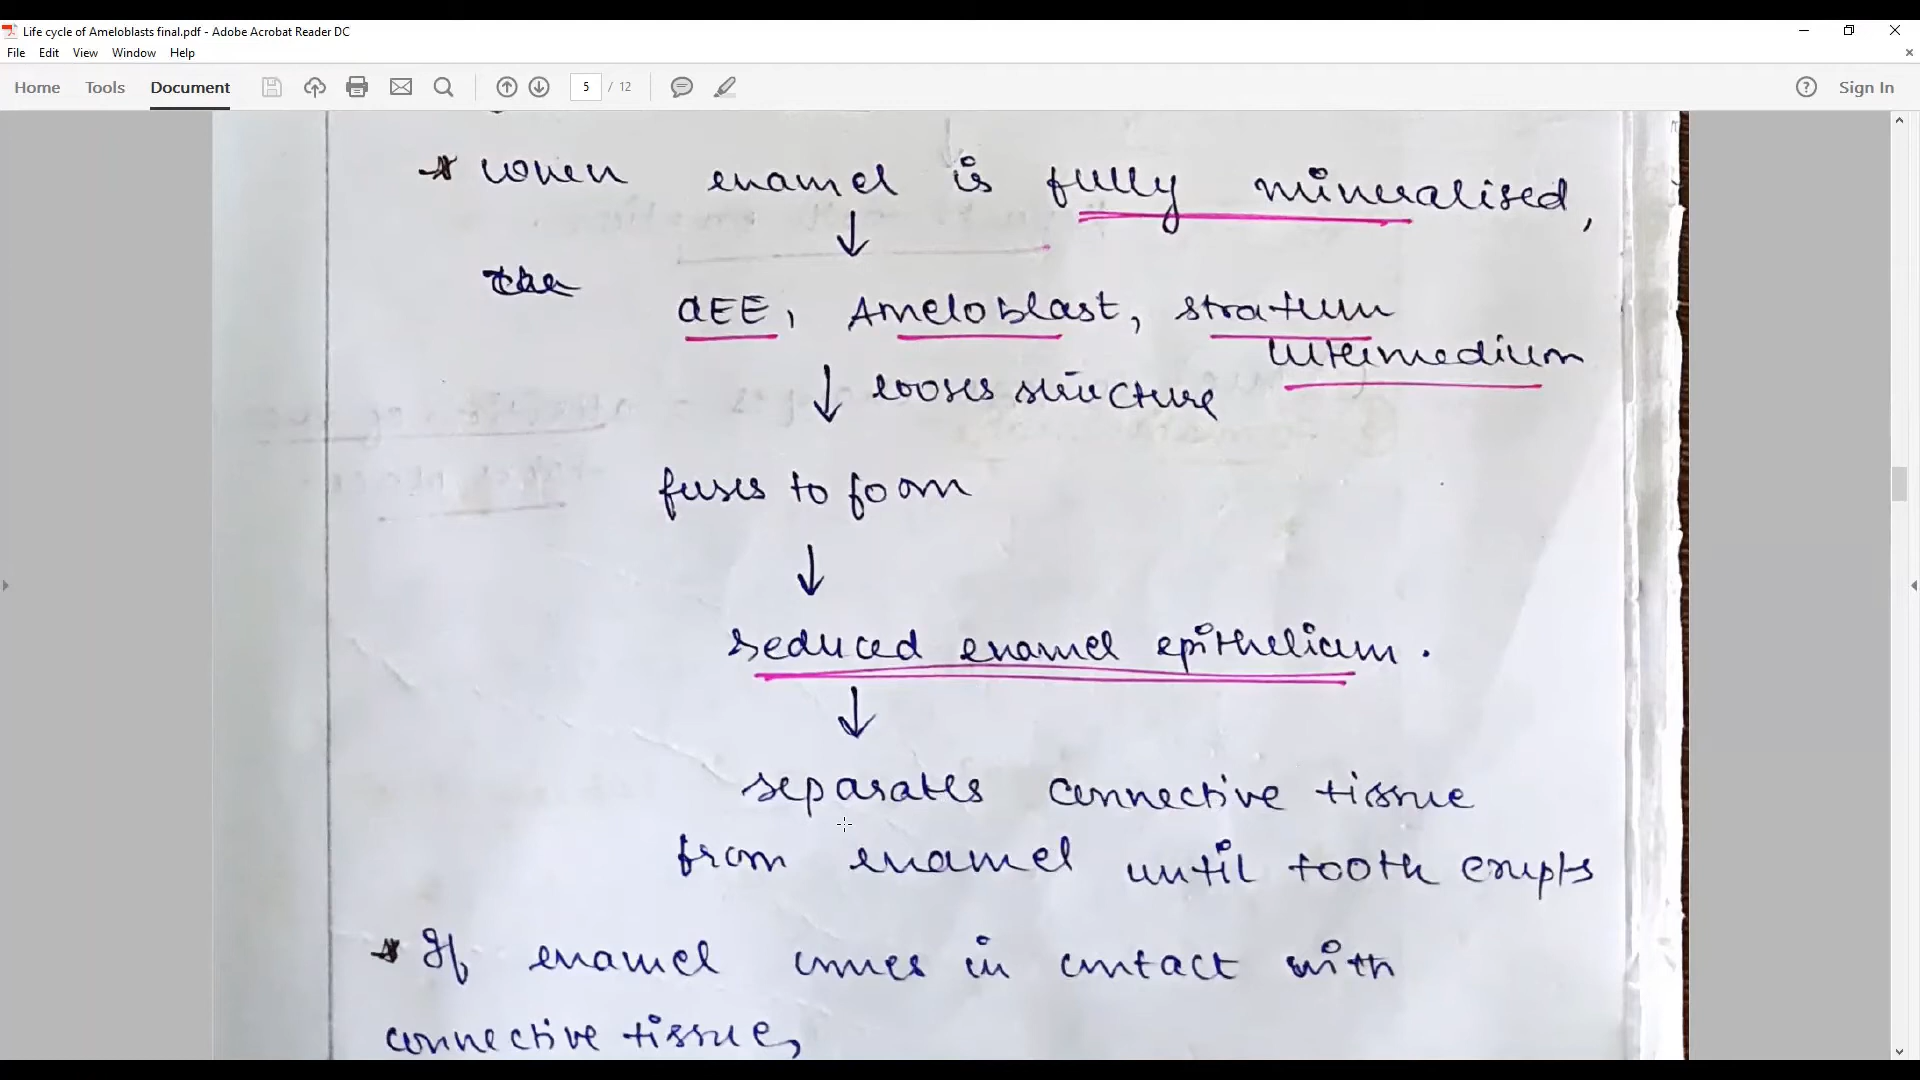 Life cycle of Ameloblasts final.pdf - Adobe Acrobat Reader DC
File Edit View Window Help
Home Tools Document 5 / 12 Sign In
when enamel is fully mineralised,
the
OEE, Ameloblast, stratum
Intermedium
looses structure
fuses to form
reduced enamel epithelium.
separates connective tissue
from enamel until tooth erupts
If enamel comes in contact with
connective tissue,